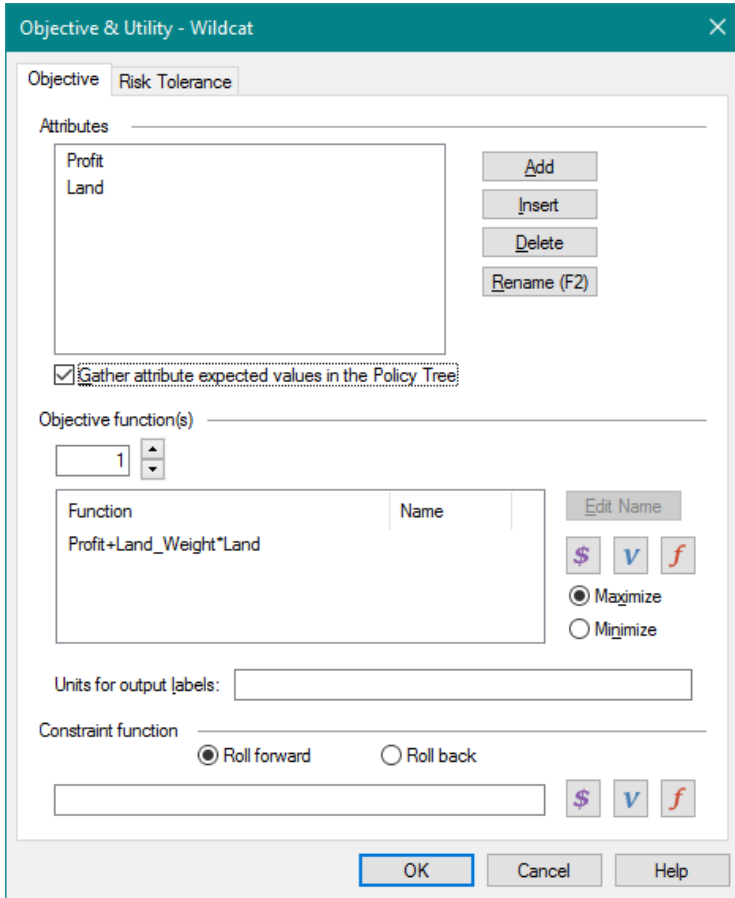 Objective & Utility - Wildcat
Objective Risk Tolerance
Attributes
Profit
Land
Add
Insert
Delete
Rename (F2)
Gather attribute expected values in the Policy Tree
Objective function(s)
1
Function Name
Edit Name
Profit+Land_Weight*Land
$ V f
Maximize
Minimize
Units for output labels:
Constraint function
Roll forward Roll back
$ V f
OK Cancel Help